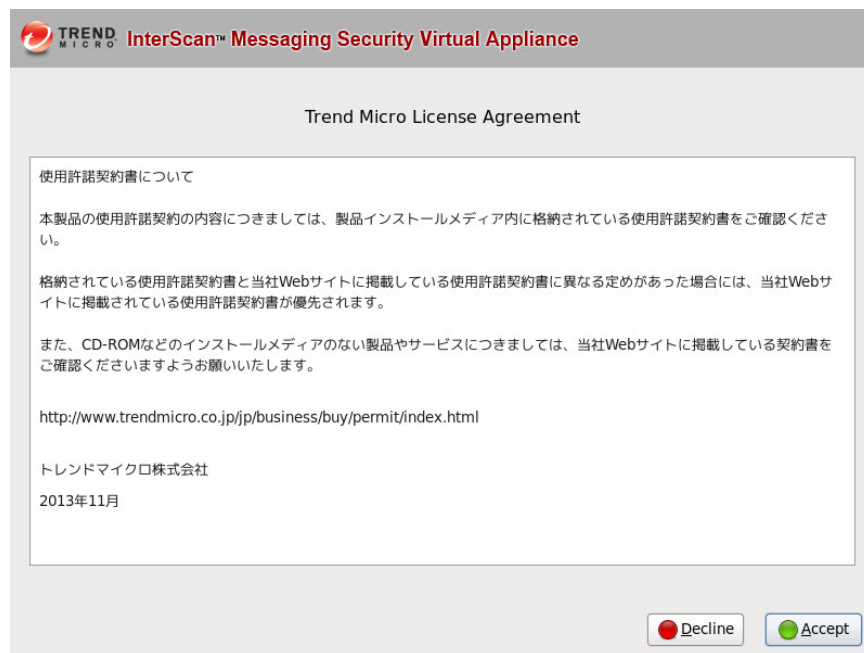 TREND MICRO InterScan™ Messaging Security Virtual Appliance
Trend Micro License Agreement
使用許諾契約書について
本製品の使用許諾契約の内容につきましては、製品インストールメディア内に格納されている使用許諾契約書をご確認くださ
い。
格納されている使用許諾契約書と当社Webサイトに掲載している使用許諾契約書に異なる定めがあった場合には、当社Webサ
イトに掲載されている使用許諾契約書が優先されます。
また、CD-ROMなどのインストールメディアのない製品やサービスにつきましては、当社Webサイトに掲載している契約書を
ご確認くださいますようお願いいたします。
http://www.trendmicro.co.jp/jp/business/buy/permit/index.html
トレンドマイクロ株式会社
2013年11月
Decline
Accept